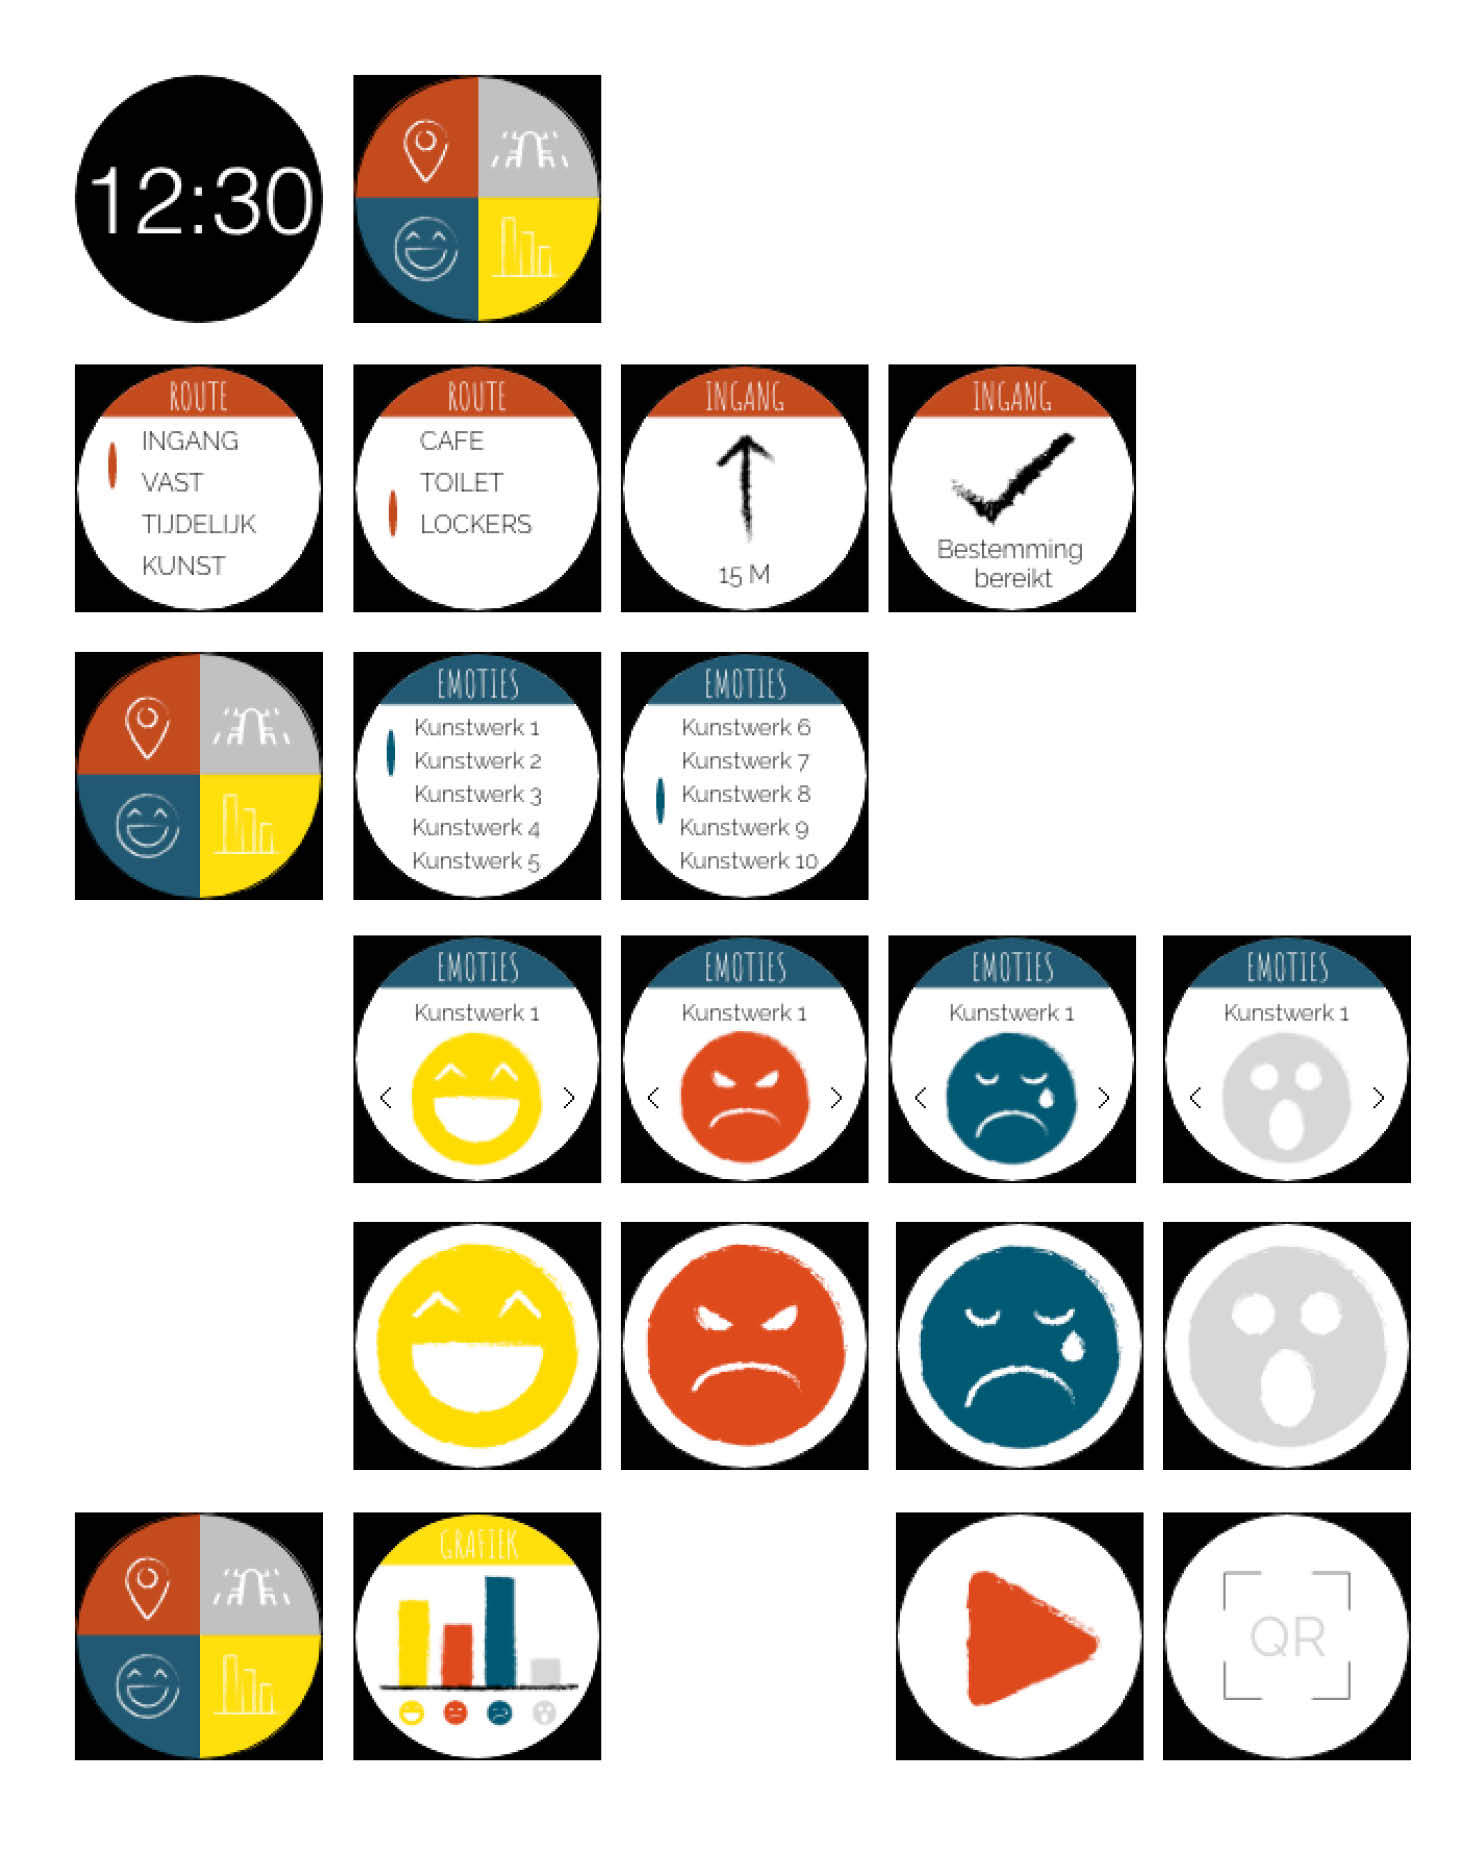 12:30
ROUTE
INGANG
VAST
TIJDELIJK
KUNST
ROUTE
CAFE
TOILET
LOCKERS
INGANG
15 M
INGANG
Bestemming
bereikt
EMOTIES
Kunstwerk 1
Kunstwerk 2
Kunstwerk 3
Kunstwerk 4
Kunstwerk 5
EMOTIES
Kunstwerk 6
Kunstwerk 7
Kunstwerk 8
Kunstwerk 9
Kunstwerk 10
EMOTIES
Kunstwerk 1
EMOTIES
Kunstwerk 1
EMOTIES
Kunstwerk 1
EMOTIES
Kunstwerk 1
GRAFIEK
QR